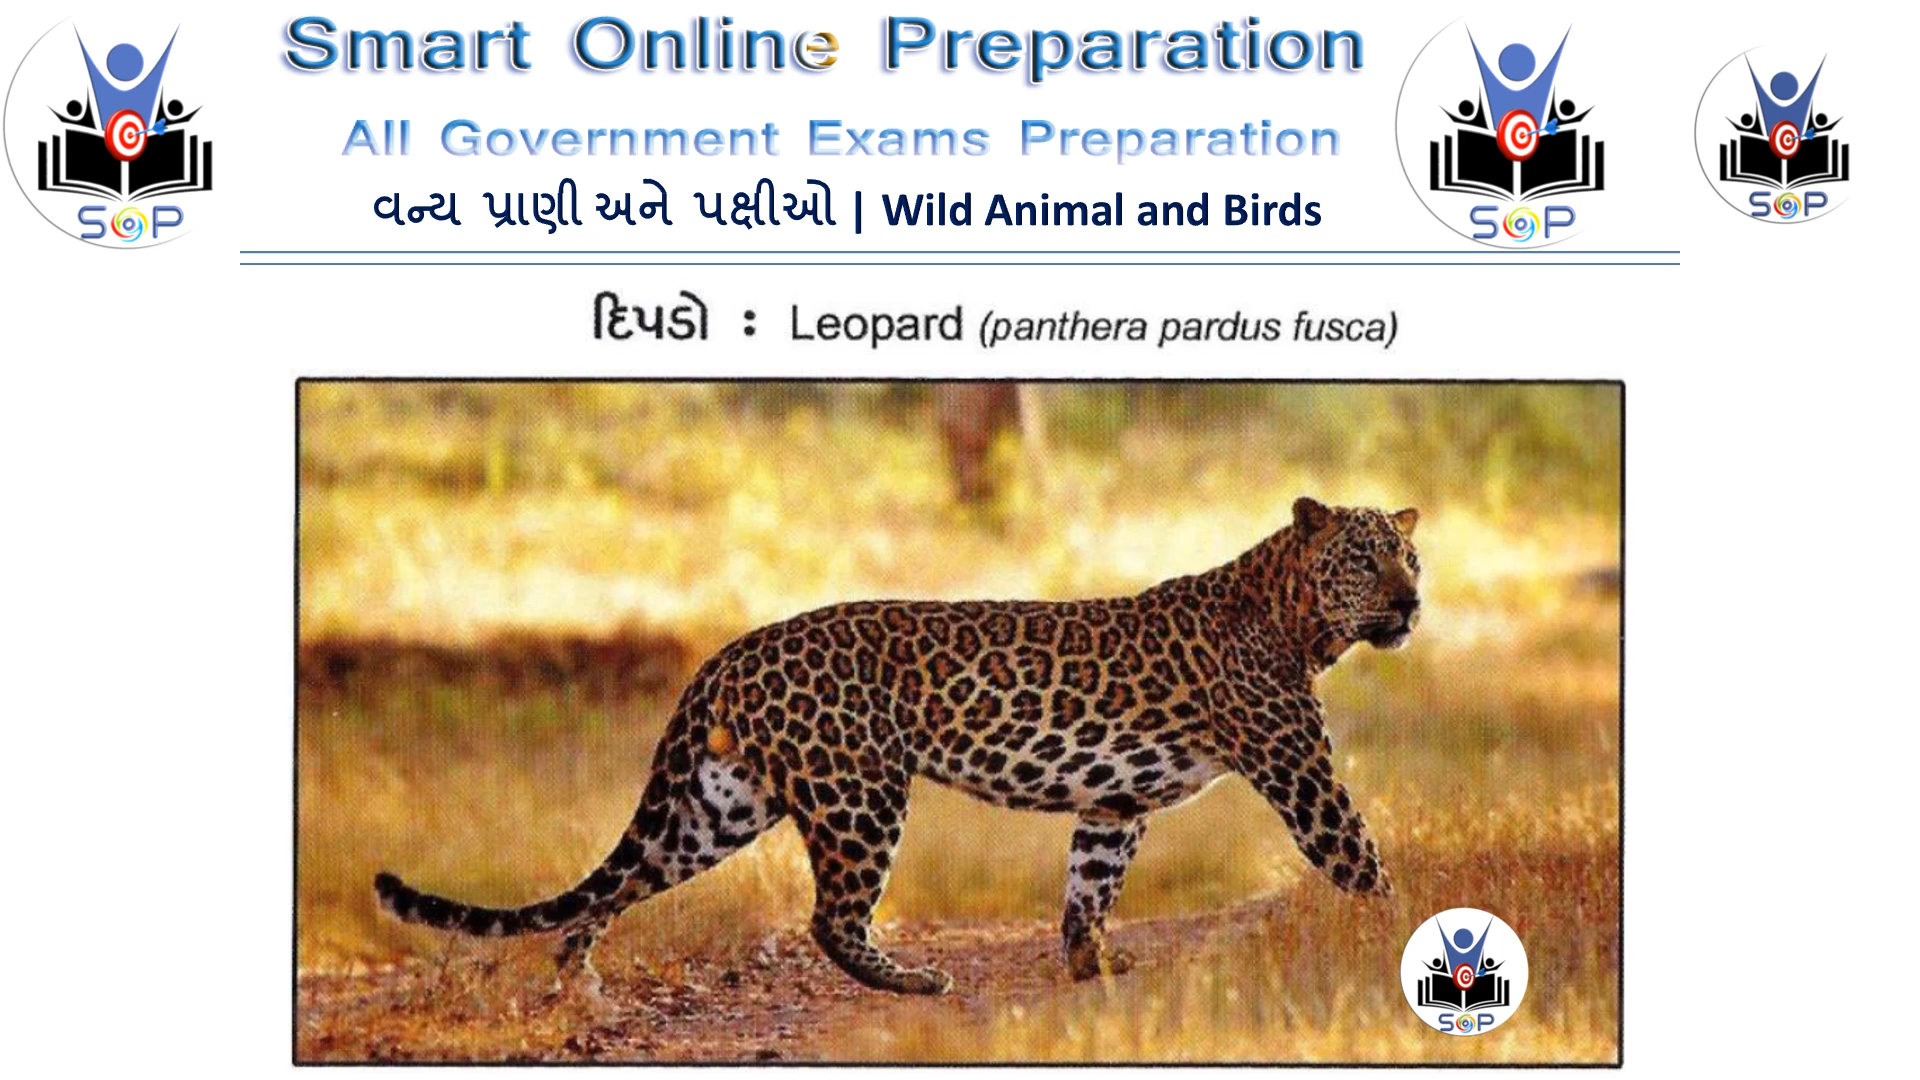 Smart Online Preparation
All Government Exams Preparation
વન્ય પ્રાણી અને પક્ષીઓ | Wild Animal and Birds
દિપડો : Leopard (panthera pardus fusca)
SOP
SOP
SOP
SOP